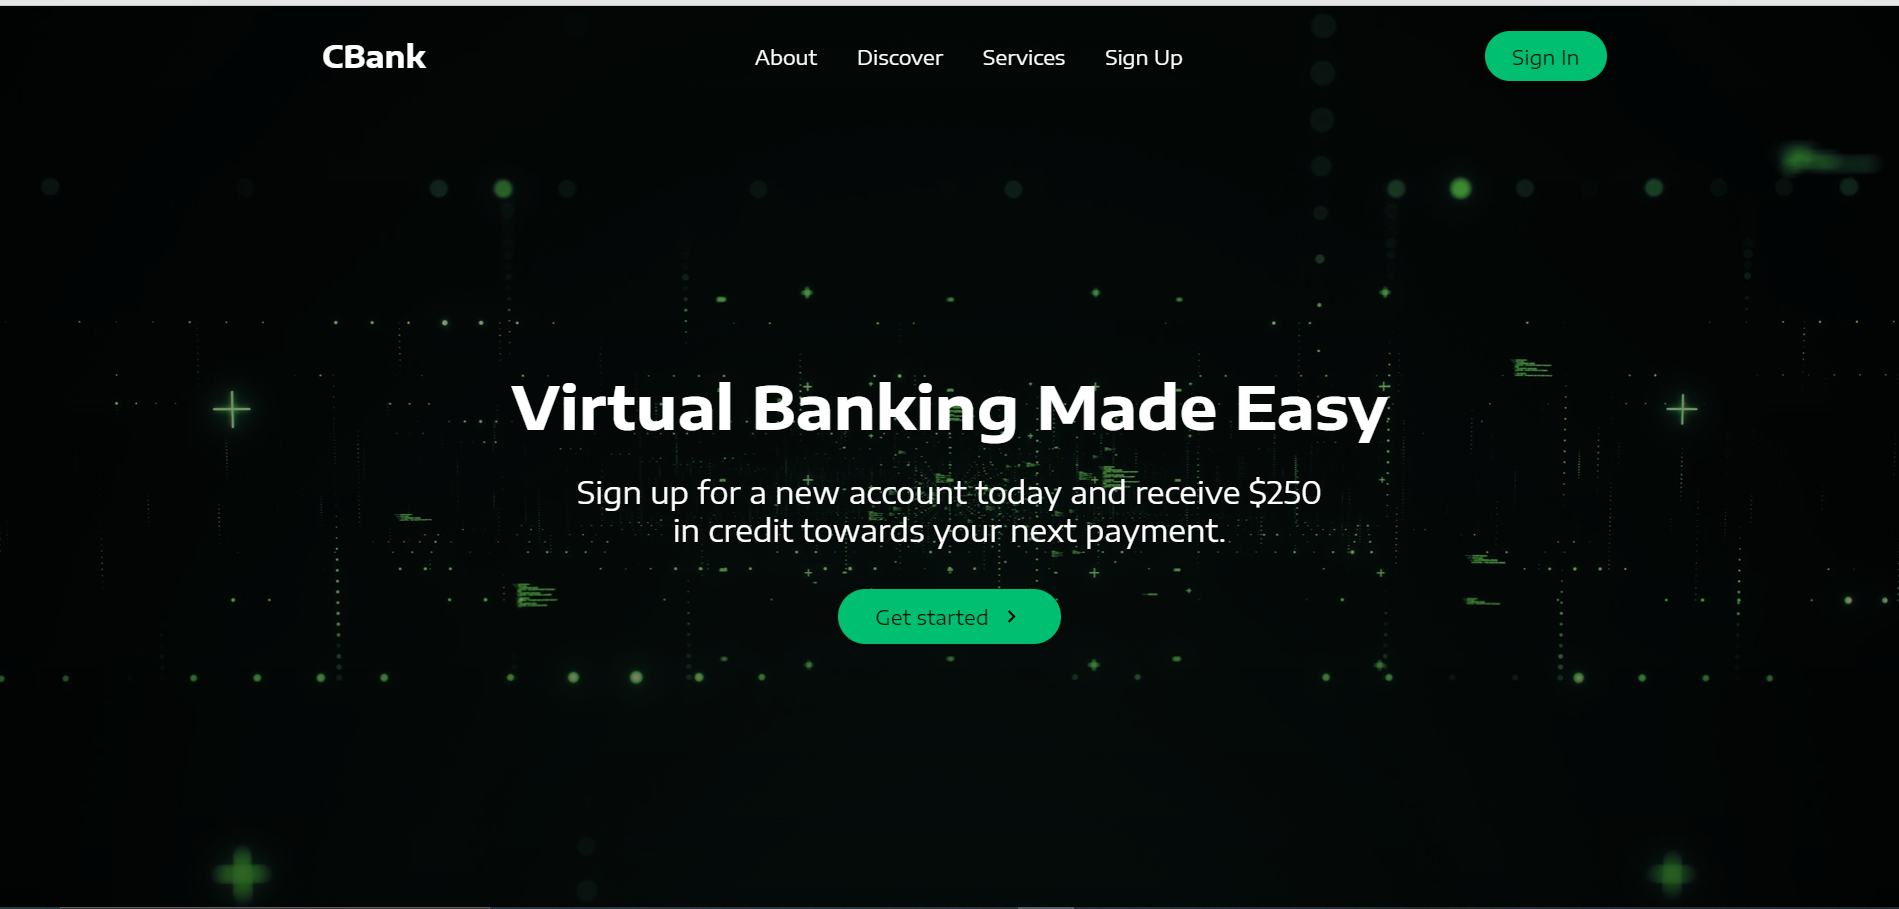 CBank
About
Discover
Services
Sign Up
Sign In
Virtual Banking Made Easy
Sign up for a new account today and receive $250
in credit towards your next payment.
Get started